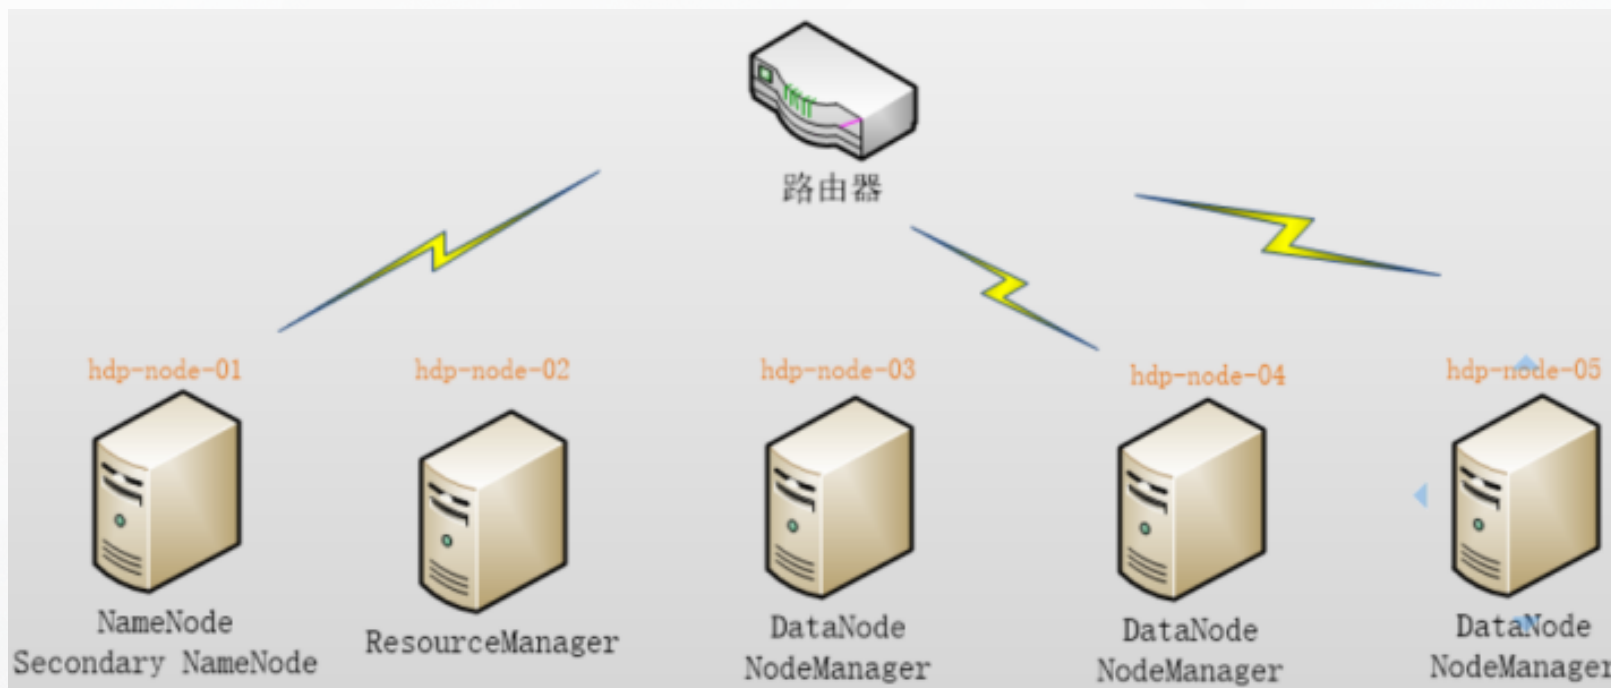 路由器
hdp-node-01
hdp-node-02
hdp-node-03
hdp-node-04
hdp-node-05
NameNode
Secondary NameNode
ResourceManager
DataNode
NodeManager
DataNode
NodeManager
DataNode
NodeManager